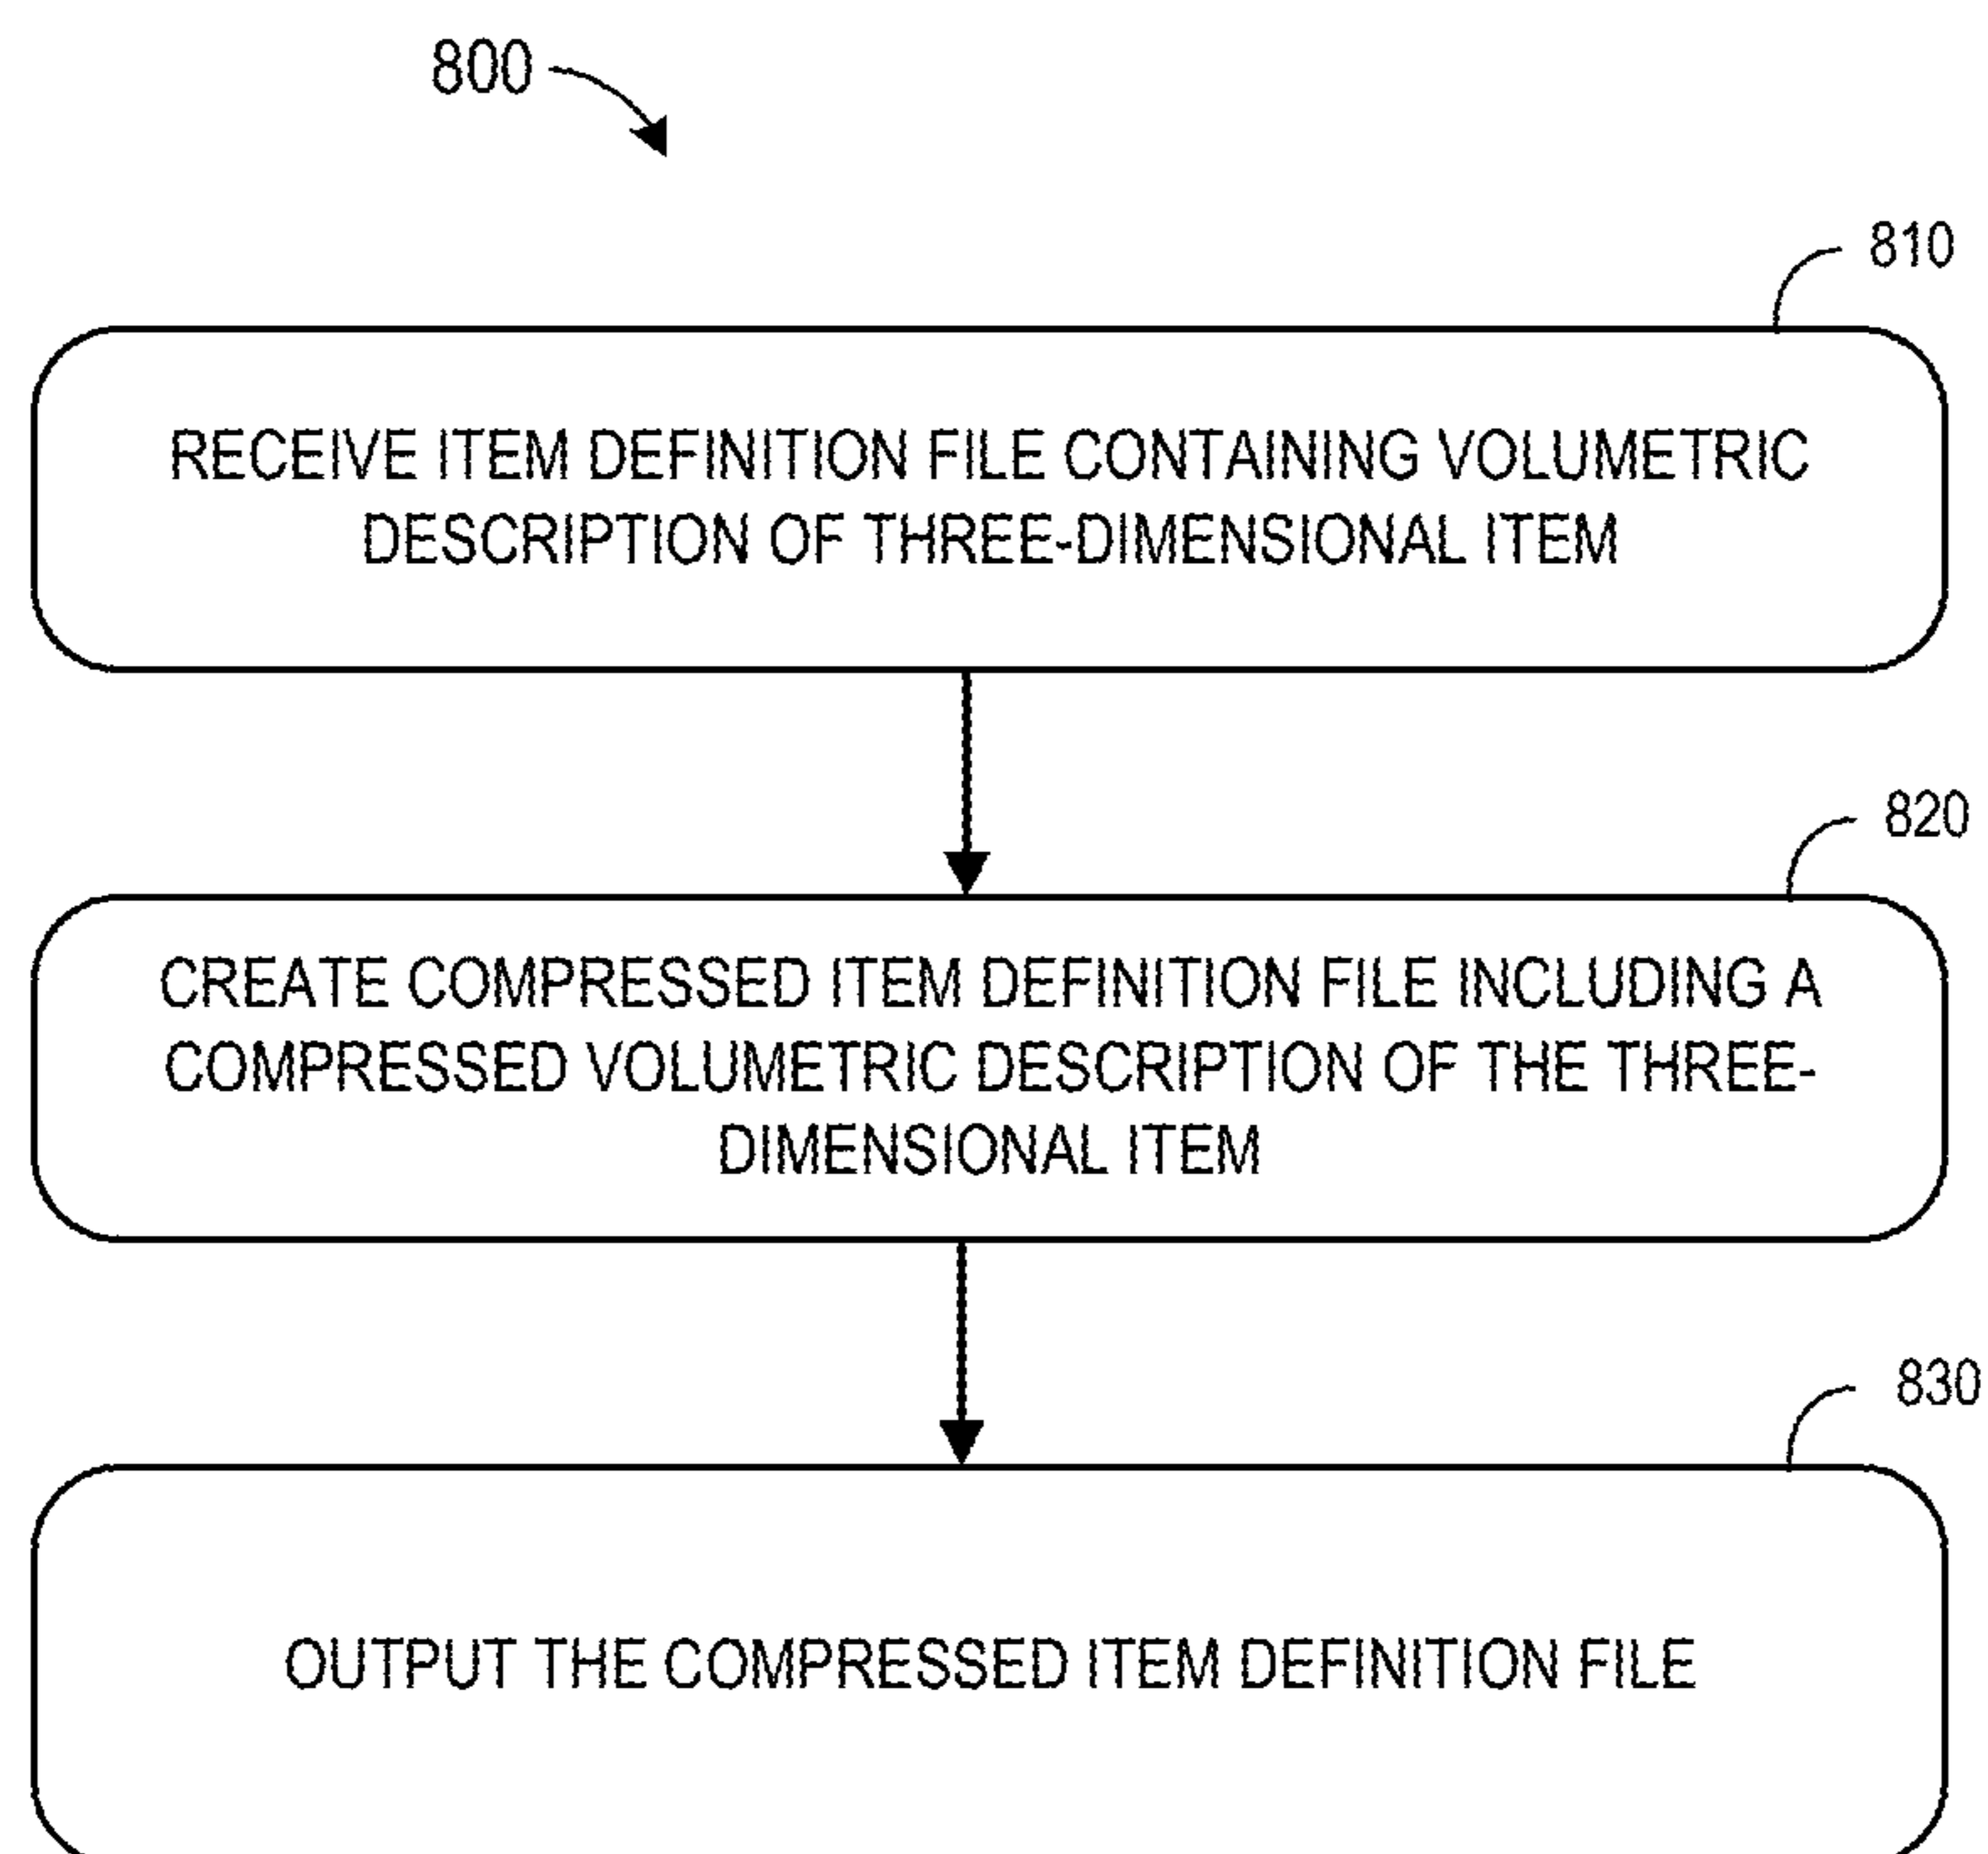 800
810
RECEIVE ITEM DEFINITION FILE CONTAINING VOLUMETRIC
DESCRIPTION OF THREE-DIMENSIONAL ITEM
820
CREATE COMPRESSED ITEM DEFINITION FILE INCLUDING A
COMPRESSED VOLUMETRIC DESCRIPTION OF THE THREE-
DIMENSIONAL ITEM
830
OUTPUT THE COMPRESSED ITEM DEFINITION FILE